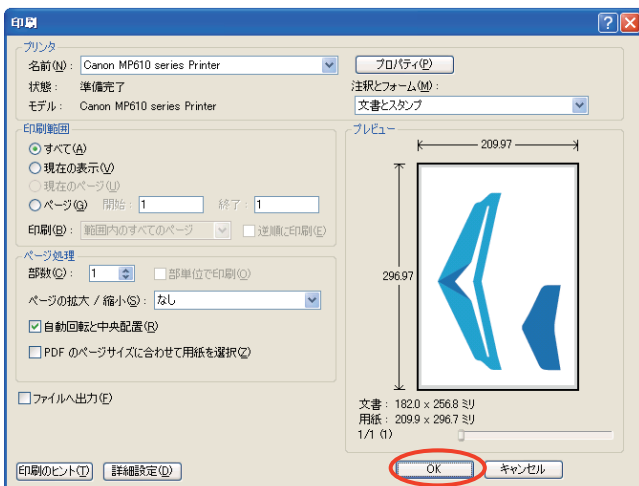 印刷
プリンタ
名前(N): Canon MP610 series Printer プロパティ(P)
状態: 準備完了 注釈とフォーム(M):
モデル: Canon MP610 series Printer 文書とスタンプ
印刷範囲
すべて(A)
現在の表示(V)
現在のページ(U)
ページ(G) 開始: 1 終了: 1
印刷(B): 範囲内のすべてのページ 逆順に印刷(E)
ページ処理
部数(C): 1 部単位で印刷(O)
ページの拡大 / 縮小(S): なし
自動回転と中央配置(R)
PDF のページサイズに合わせて用紙を選択(Z)
ファイルへ出力(F)
プレビュー
209.97
296.97
文書: 182.0 x 256.8 ミリ
用紙: 209.9 x 296.7 ミリ
1/1 (1)
印刷のヒント(T) 詳細設定(D) OK キャンセル